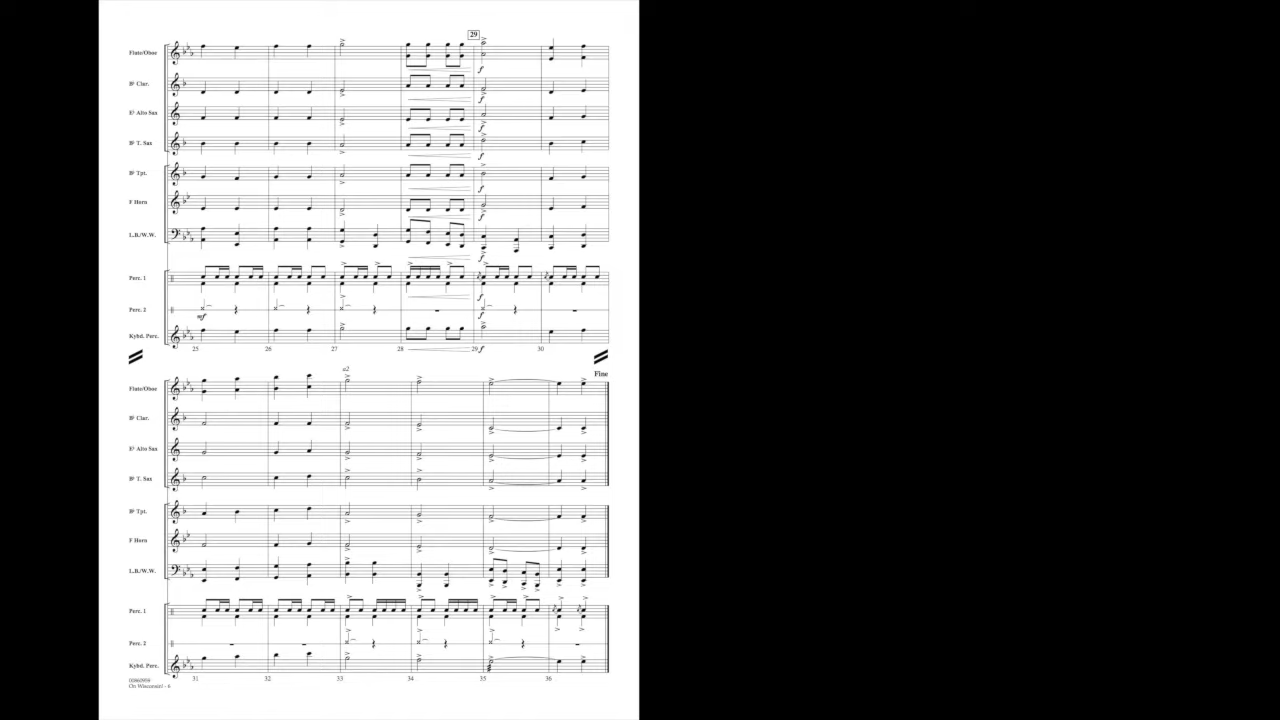 29
Flute/Oboe
B♭ Clar.
f
E♭ Alto Sax
f
B♭ T. Sax
f
f
B♭ Tpt.
f
F Horn
f
L.B./W.W.
f
Perc. 1
f
Perc. 2
mf
f
Kybd. Perc.
25 26 27 28 29 f 30
Fine
a2
Flute/Oboe
B♭ Clar.
E♭ Alto Sax
B♭ T. Sax
B♭ Tpt.
F Horn
L.B./W.W.
Perc. 1
Perc. 2
Kybd. Perc.
31 32 33 34 35 36
On Wisconsin! - 6